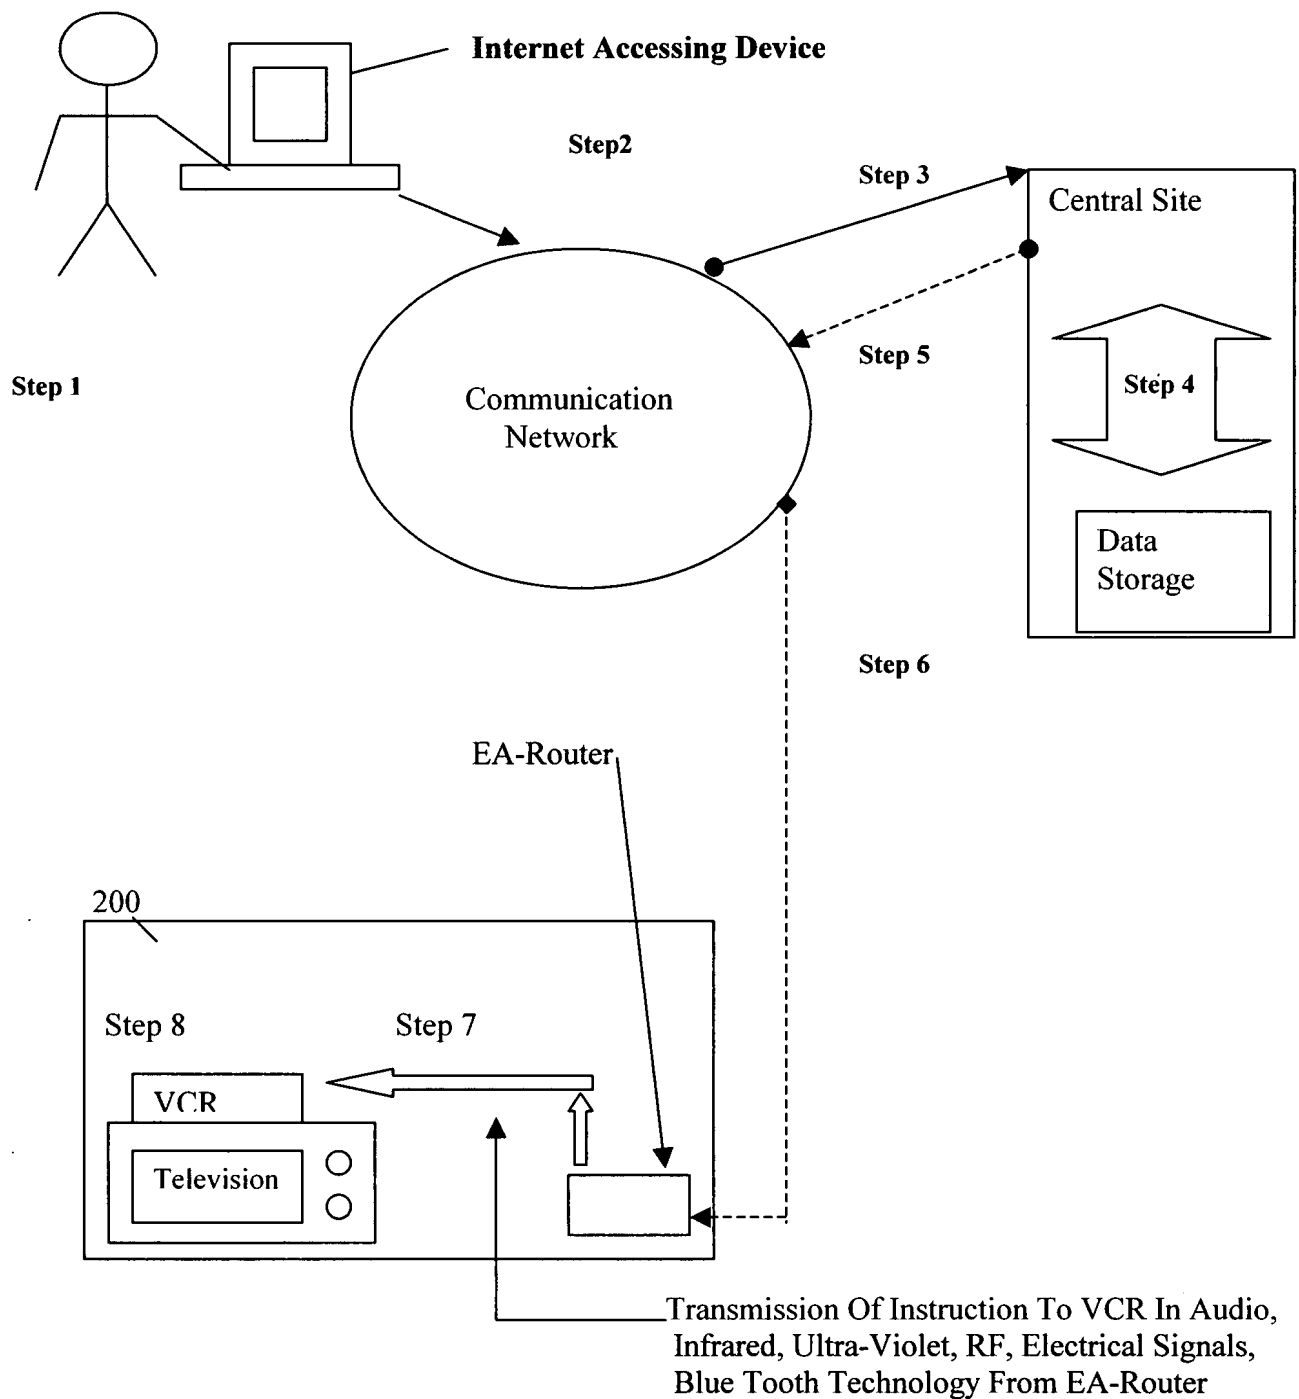 Internet Accessing Device
Step2
Step 3
Central Site
Step 5
Step 1
Step 4
Communication
Network
Data
Storage
Step 6
EA-Router
200
Step 8
Step 7
VCR
Television
Transmission Of Instruction To VCR In Audio,
Infrared, Ultra-Violet, RF, Electrical Signals,
Blue Tooth Technology From EA-Router